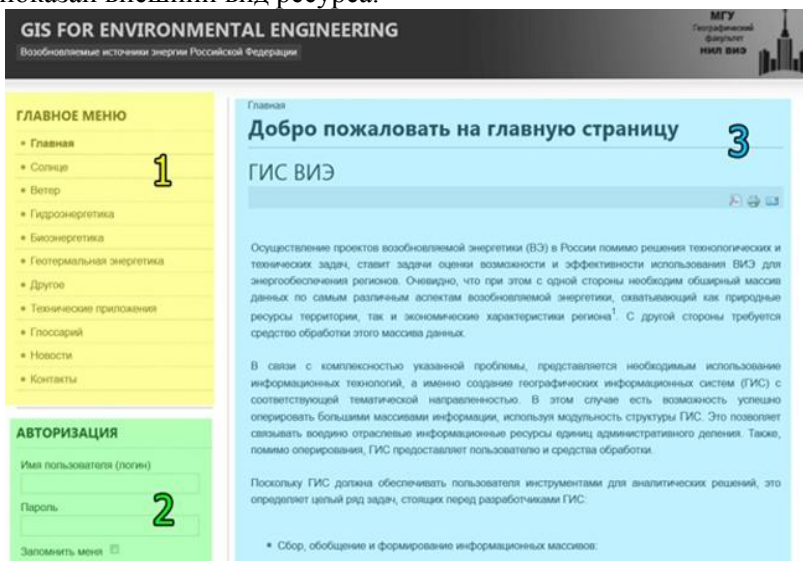 показан внешний вид ресурса.
GIS FOR ENVIRONMENTAL ENGINEERING
Возобновляемые источники энергии Российской Федерации
МГУ
Географический
факультет
НИЛ ВИЭ
ГЛАВНОЕ МЕНЮ
Главная
Солнце
Ветер
Гидроэнергетика
Биоэнергетика
Геотермальная энергетика
Другое
Технические приложения
Глоссарий
Новости
Контакты
1
АВТОРИЗАЦИЯ
Имя пользователя (логин)
Пароль
Запомнить меня
2
Главная
Добро пожаловать на главную страницу
3
ГИС ВИЭ
Осуществление проектов возобновляемой энергетики (ВЭ) в России помимо решения технологических и
технических задач, ставит задачи оценки возможности и эффективности использования ВИЭ для
энергообеспечения регионов. Очевидно, что при этом с одной стороны необходим обширный массив
данных по самым различным аспектам возобновляемой энергетики, охватывающий как природные
ресурсы территории, так и экономические характеристики региона1. С другой стороны требуется
средство обработки этого массива данных.
В связи с комплексностью указанной проблемы, представляется необходимым использование
информационных технологий, а именно создание географических информационных систем (ГИС) с
соответствующей тематической направленностью. В этом случае есть возможность успешно
оперировать большими массивами информации, используя модульность структуры ГИС. Это позволяет
связывать воедино отраслевые информационные ресурсы единиц административного деления. Также,
помимо оперирования, ГИС предоставляет пользователю и средства обработки.
Поскольку ГИС должна обеспечивать пользователя инструментами для аналитических решений, это
определяет целый ряд задач, стоящих перед разработчиками ГИС:
Сбор, обобщение и формирование информационных массивов: